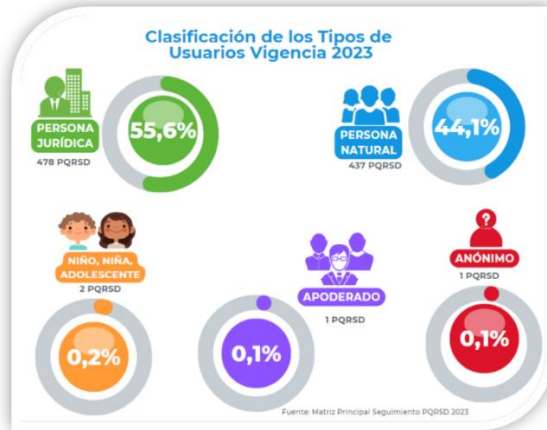 Clasificación de los Tipos de
Usuarios Vigencia 2023
PERSONA
JURÍDICA
478 PQRSD
55,6%
PERSONA
NATURAL
437 PQRSD
44,1%
NIÑO, NIÑA,
ADOLESCENTE
2 PQRSD
0,2%
APODERADO
1 PQRSD
0,1%
?
ANÓNIMO
1 PQRSD
0,1%
Fuente: Matriz Principal Seguimiento PQRSD 2023